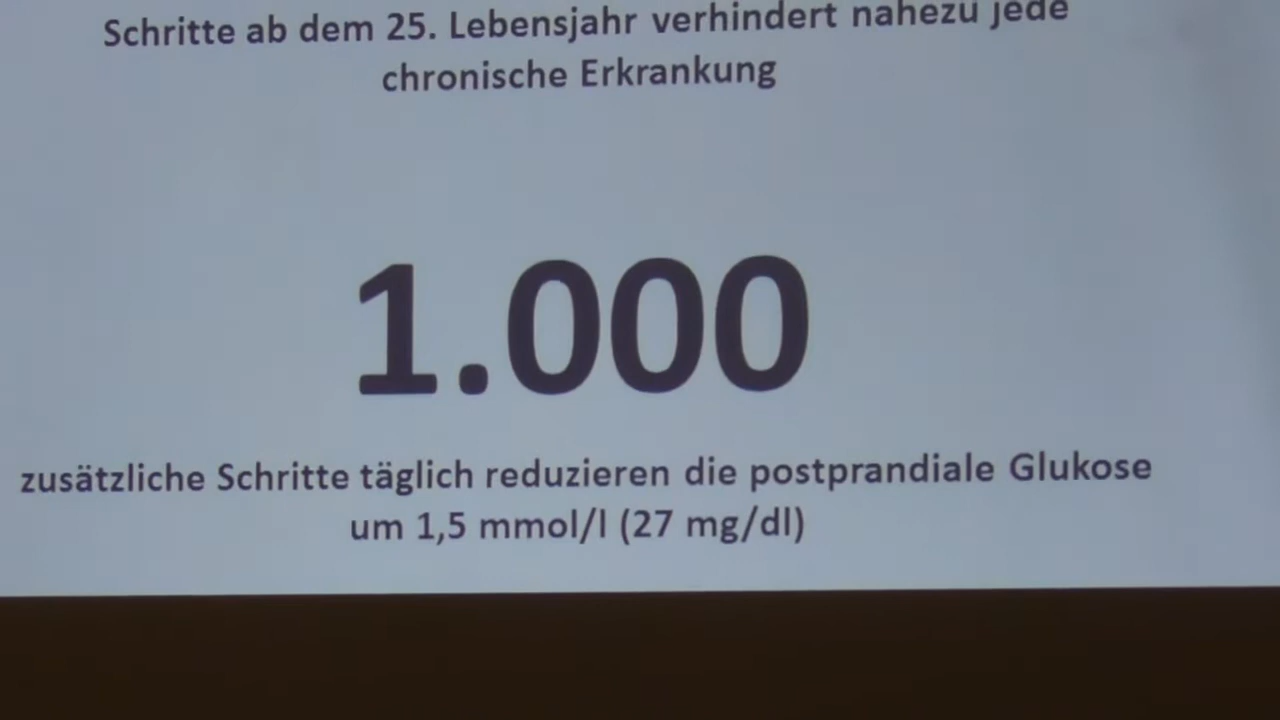 Schritte ab dem 25. Lebensjahr verhindert nahezu jede
chronische Erkrankung
1.000
zusätzliche Schritte täglich reduzieren die postprandiale Glukose
um 1,5 mmol/l (27 mg/dl)